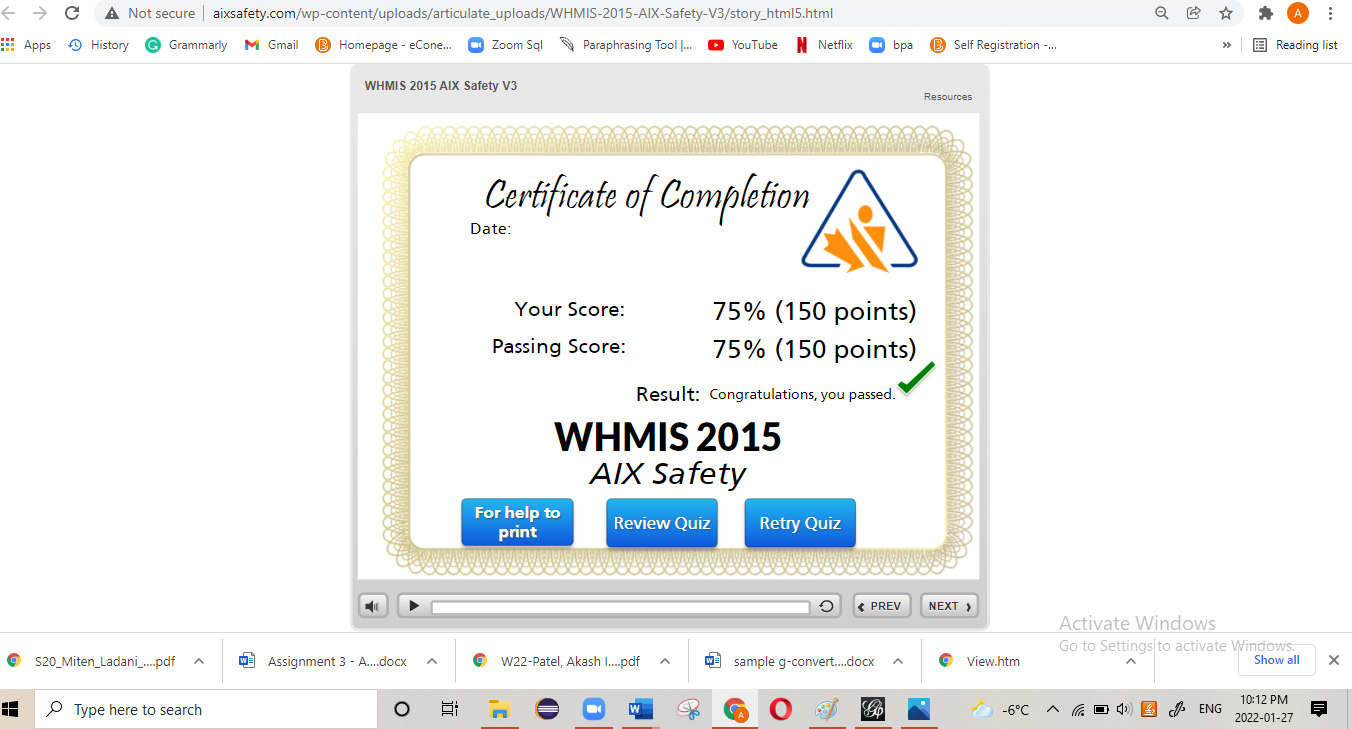 Not secure aixsafety.com/wp-content/uploads/articulate_uploads/WHMIS-2015-AIX-Safety-V3/story_html5.html A
Apps History Grammarly Gmail Homepage - eCone... Zoom Sql Paraphrasing Tool |... YouTube Netflix bpa Self Registration -... » Reading list
WHMIS 2015 AIX Safety V3
Resources
Certificate of Completion
Date:
Your Score: 75% (150 points)
Passing Score: 75% (150 points)
Result: Congratulations, you passed.
WHMIS 2015
AIX Safety
For help to
print
Review Quiz Retry Quiz
PREV NEXT
Activate Windows
Go to Settings to activate Windows.
S20_Miten_Ladani_....pdf Assignment 3 - A....docx W22-Patel, Akash I....pdf sample g-convert....docx View.htm Show all
Type here to search -6°C ENG 10:12 PM
2022-01-27